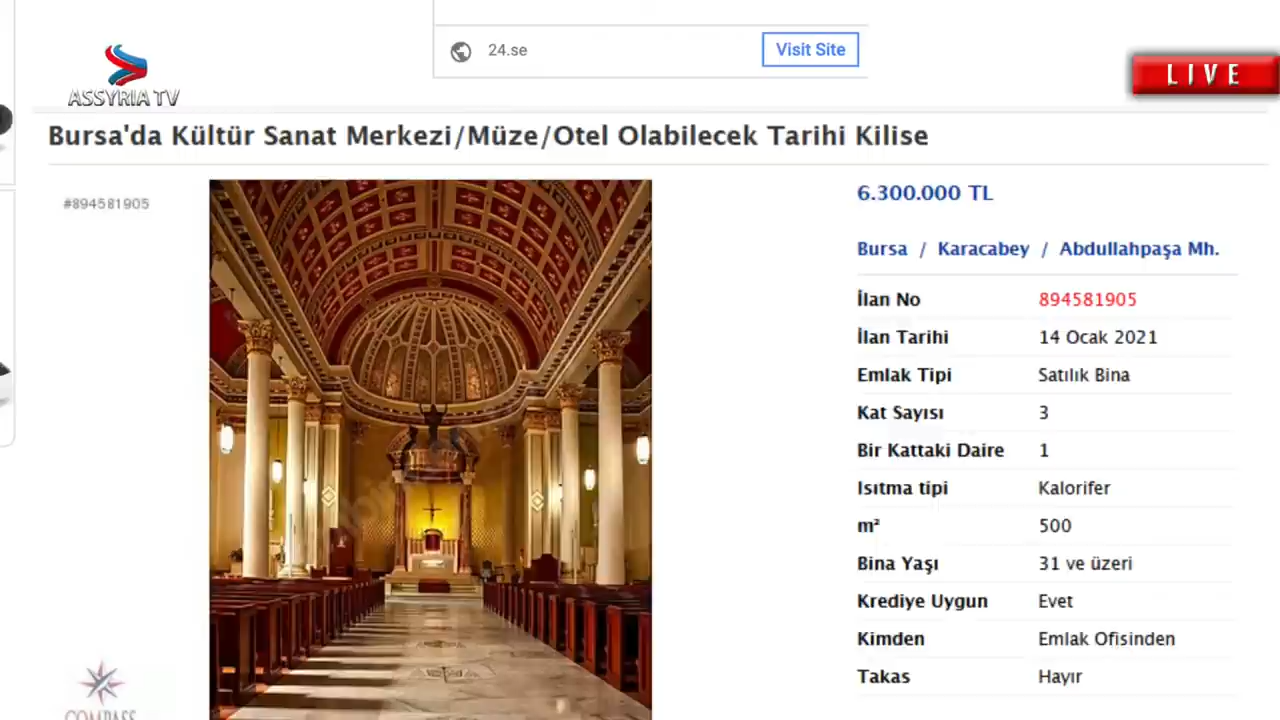 24.se
Visit Site
LIVE
ASSYRIA TV
Bursa'da Kültür Sanat Merkezi/Müze/Otel Olabilecek Tarihi Kilise
#894581905
6.300.000 TL
Bursa / Karacabey / Abdullahpaşa Mh.
İlan No 894581905
İlan Tarihi 14 Ocak 2021
Emlak Tipi Satılık Bina
Kat Sayısı 3
Bir Kattaki Daire 1
Isıtma tipi Kalorifer
m² 500
Bina Yaşı 31 ve üzeri
Krediye Uygun Evet
Kimden Emlak Ofisinden
Takas Hayır
COMPASS